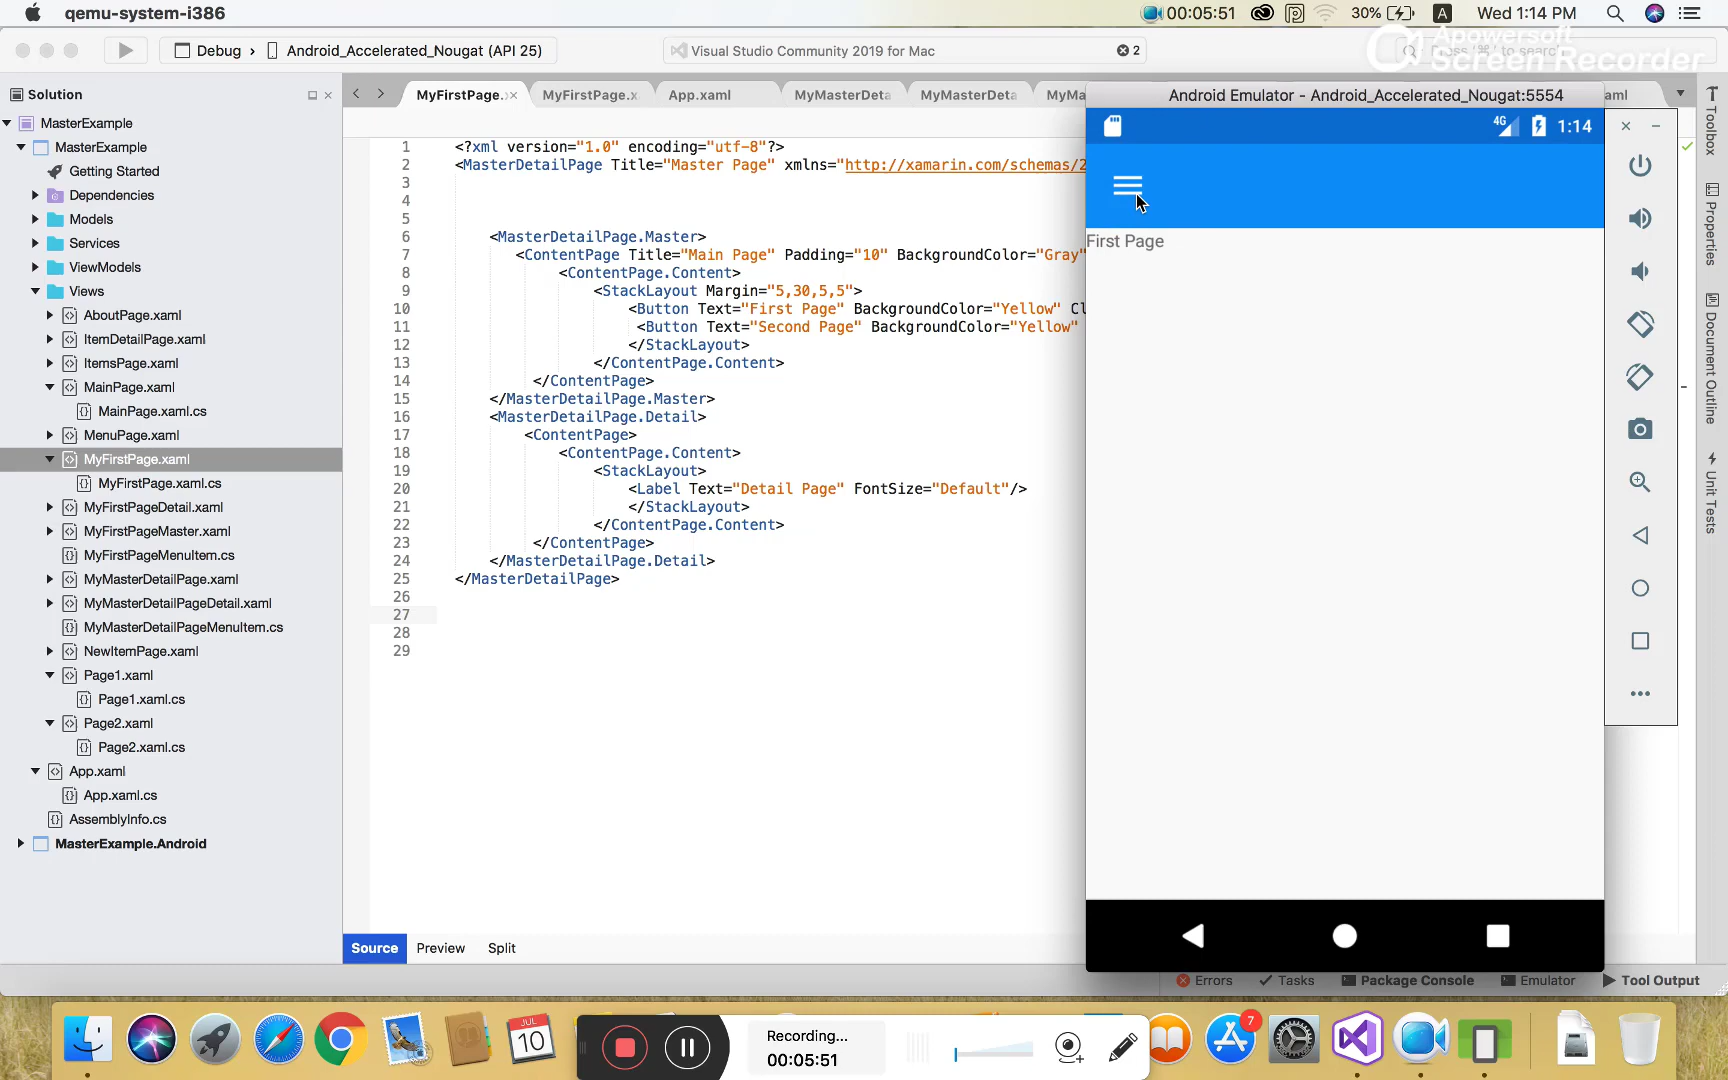 qemu-system-i386
00:05:51
30%
A
Wed 1:14 PM
Debug › Android_Accelerated_Nougat (API 25)
Visual Studio Community 2019 for Mac
2
Apowersoft
Screen Recorder
Solution
MyFirstPage.
MyFirstPage.x
App.xaml
MyMasterDeta
MyMasterDeta
MyMa
aml
MasterExample
MasterExample
Getting Started
Dependencies
Models
Services
ViewModels
Views
AboutPage.xaml
ItemDetailPage.xaml
ItemsPage.xaml
MainPage.xaml
MainPage.xaml.cs
MenuPage.xaml
MyFirstPage.xaml
MyFirstPage.xaml.cs
MyFirstPageDetail.xaml
MyFirstPageMaster.xaml
MyFirstPageMenuItem.cs
MyMasterDetailPage.xaml
MyMasterDetailPageDetail.xaml
MyMasterDetailPageMenuItem.cs
NewItemPage.xaml
Page1.xaml
Page1.xaml.cs
Page2.xaml
Page2.xaml.cs
App.xaml
App.xaml.cs
AssemblyInfo.cs
MasterExample.Android
1 <?xml version="1.0" encoding="utf-8"?>
2 <MasterDetailPage Title="Master Page" xmlns="http://xamarin.com/schemas/2
3
4
5
6 <MasterDetailPage.Master>
7 <ContentPage Title="Main Page" Padding="10" BackgroundColor="Gray"
8 <ContentPage.Content>
9 <StackLayout Margin="5,30,5,5">
10 <Button Text="First Page" BackgroundColor="Yellow" Cl
11 <Button Text="Second Page" BackgroundColor="Yellow"
12 </StackLayout>
13 </ContentPage.Content>
14 </ContentPage>
15 </MasterDetailPage.Master>
16 <MasterDetailPage.Detail>
17 <ContentPage>
18 <ContentPage.Content>
19 <StackLayout>
20 <Label Text="Detail Page" FontSize="Default"/>
21 </StackLayout>
22 </ContentPage.Content>
23 </ContentPage>
24 </MasterDetailPage.Detail>
25 </MasterDetailPage>
26
27
28
29
Android Emulator - Android_Accelerated_Nougat:5554
4G
1:14
First Page
Toolbox
Properties
Document Outline
Unit Tests
Source
Preview
Split
Errors
Tasks
Package Console
Emulator
Tool Output
JUL
10
Recording...
00:05:51
7